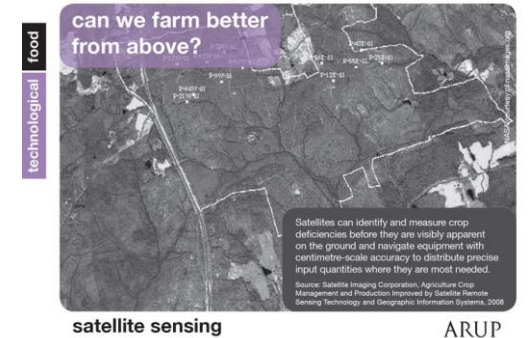 can we farm better
from above?
food
technological
Satellites can identify and measure crop
deficiencies before they are visibly apparent
on the ground and navigate equipment with
centimetre-scale accuracy to distribute precise
input quantities where they are most needed.
Source: Satellite Imaging Corporation, Agriculture Crop
Management and Production Improved by Satellite Remote
Sensing Technology and Geographic Information Systems, 2008
satellite sensing
ARUP